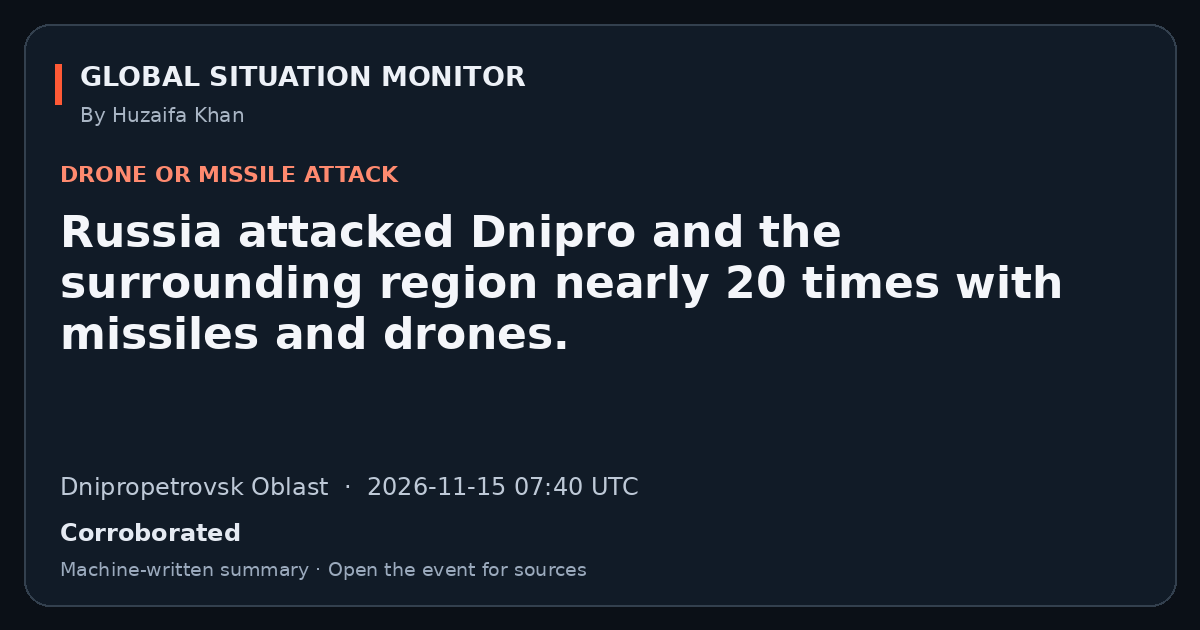 GLOBAL SITUATION MONITOR
By Huzaifa Khan
DRONE OR MISSILE ATTACK
Russia attacked Dnipro and the
surrounding region nearly 20 times with
missiles and drones.
Dnipropetrovsk Oblast · 2026-11-15 07:40 UTC
Corroborated
Machine-written summary · Open the event for sources